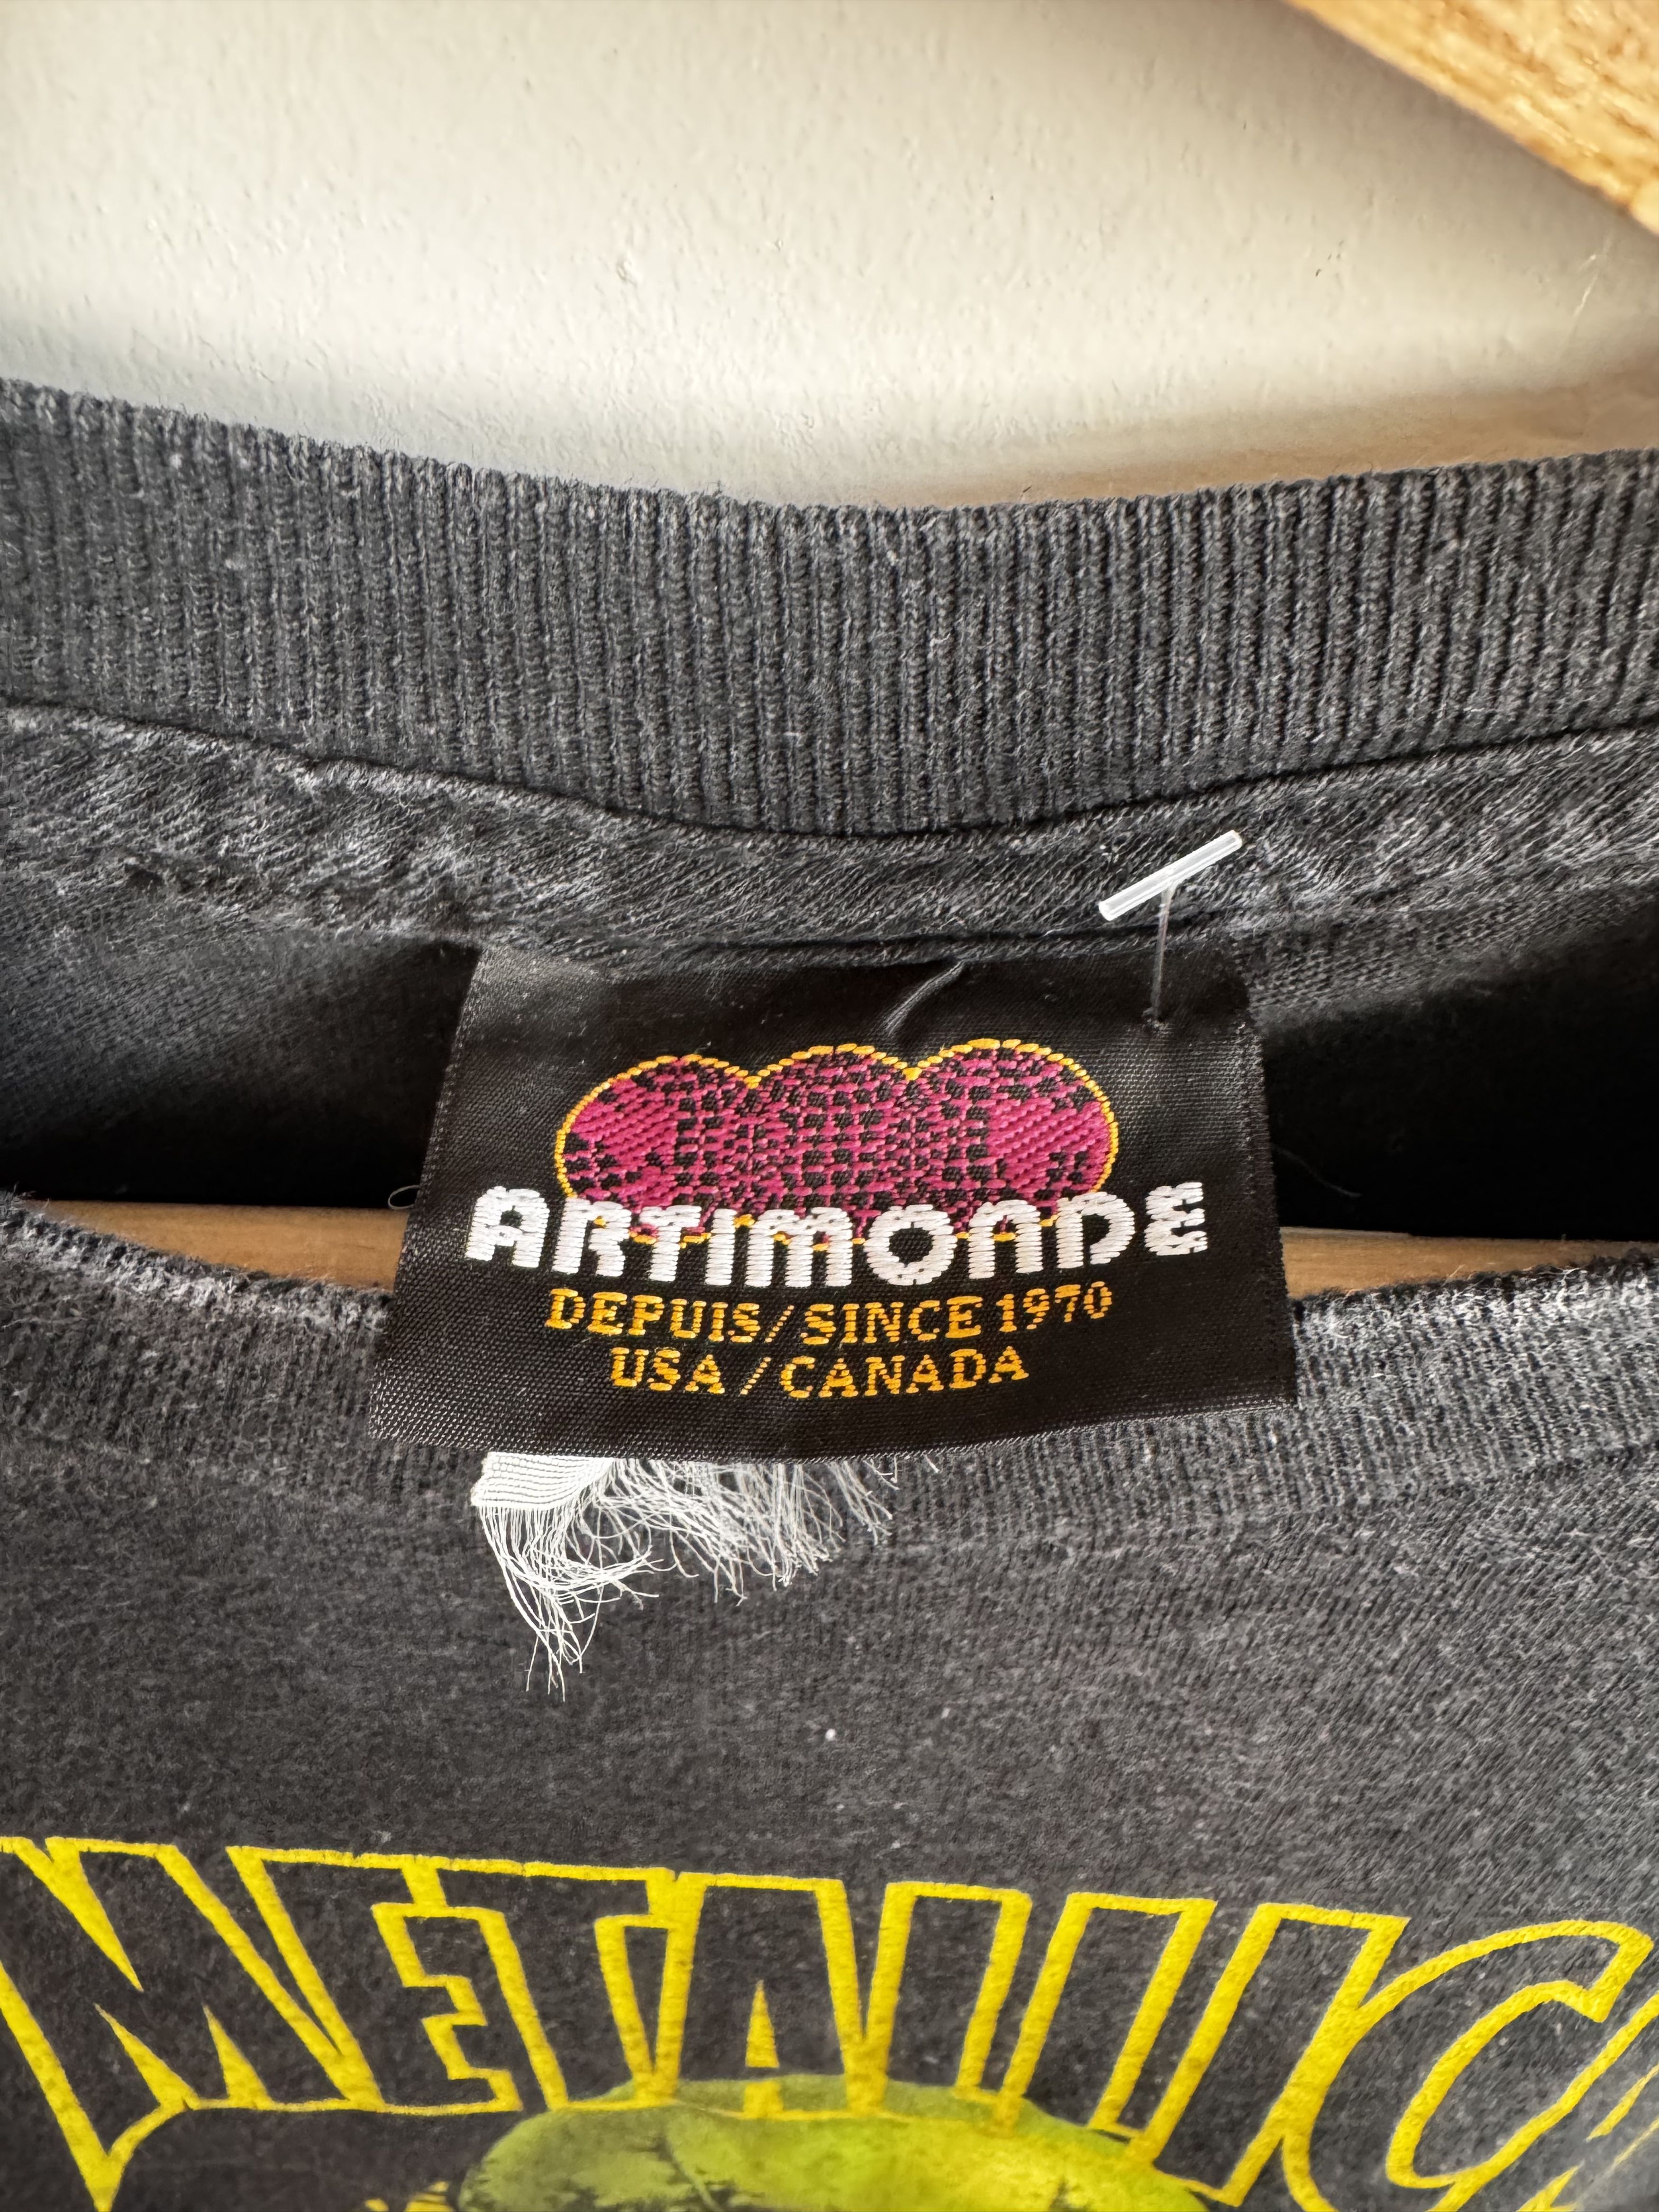 ARTIMONDE
DEPUIS/SINCE 1970
USA/CANADA
METALLICA